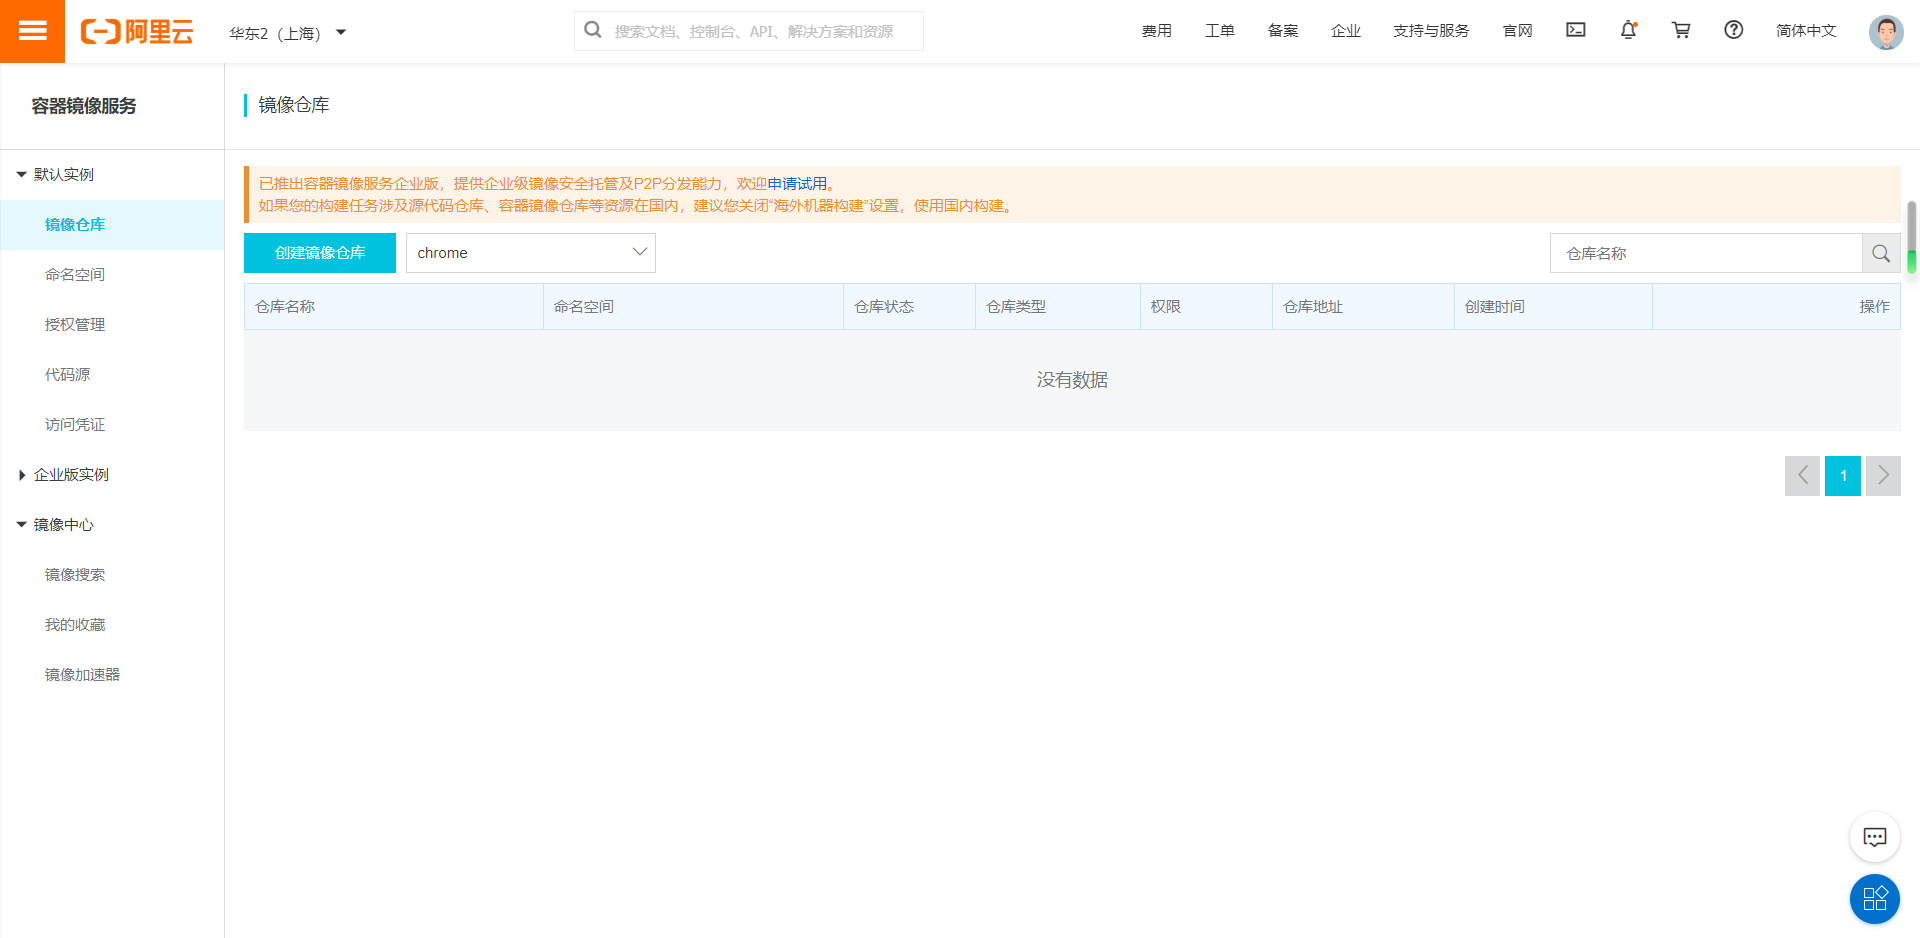 阿里云
华东2（上海）
搜索文档、控制台、API、解决方案和资源
费用
工单
备案
企业
支持与服务
官网
简体中文
容器镜像服务
默认实例
镜像仓库
命名空间
授权管理
代码源
访问凭证
企业版实例
镜像中心
镜像搜索
我的收藏
镜像加速器
镜像仓库
已推出容器镜像服务企业版，提供企业级镜像安全托管及P2P分发能力，欢迎申请试用。
如果您的构建任务涉及源代码仓库、容器镜像仓库等资源在国内，建议您关闭“海外机器构建”设置，使用国内构建。
创建镜像仓库
chrome
仓库名称
仓库名称 命名空间 仓库状态 仓库类型 权限 仓库地址 创建时间 操作
没有数据
1